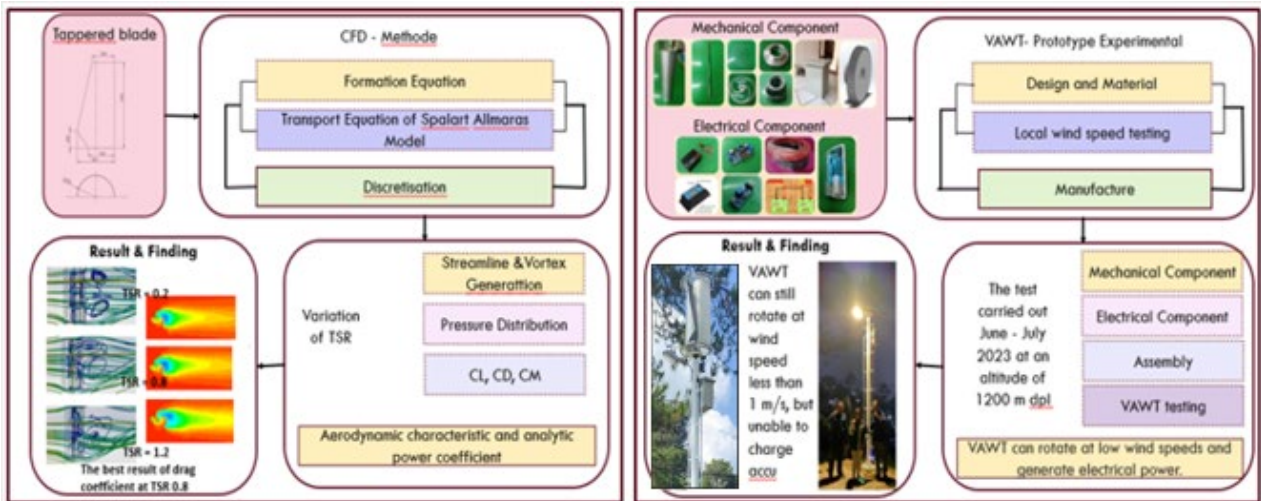 Tappered blade
CFD - Methode
Formation Equation
Transport Equation of Spalart Allmaras
Model
Discretisation
Streamline &Vortex
Generattion
Variation
of TSR
Pressure Distribution
CL, CD, CM
Aerodynamic characteristic and analytic
power coefficient
Result & Finding
TSR = 0.2
TSR = 0.8
TSR = 1.2
The best result of drag
coefficient at TSR 0.8
Mechanical Component
Electrical Component
VAWT- Prototype Experimental
Design and Material
Local wind speed testing
Manufacture
The test
carried out
June - July
2023 at an
altitude of
1200 m dpl
Mechanical Component
Electrical Component
Assembly
VAWT testing
VAWT can rotate at low wind speeds and
generate electrical power.
Result & Finding
VAWT
can still
rotate at
wind
speed
less than
1 m/s, but
unable to
charge
accu